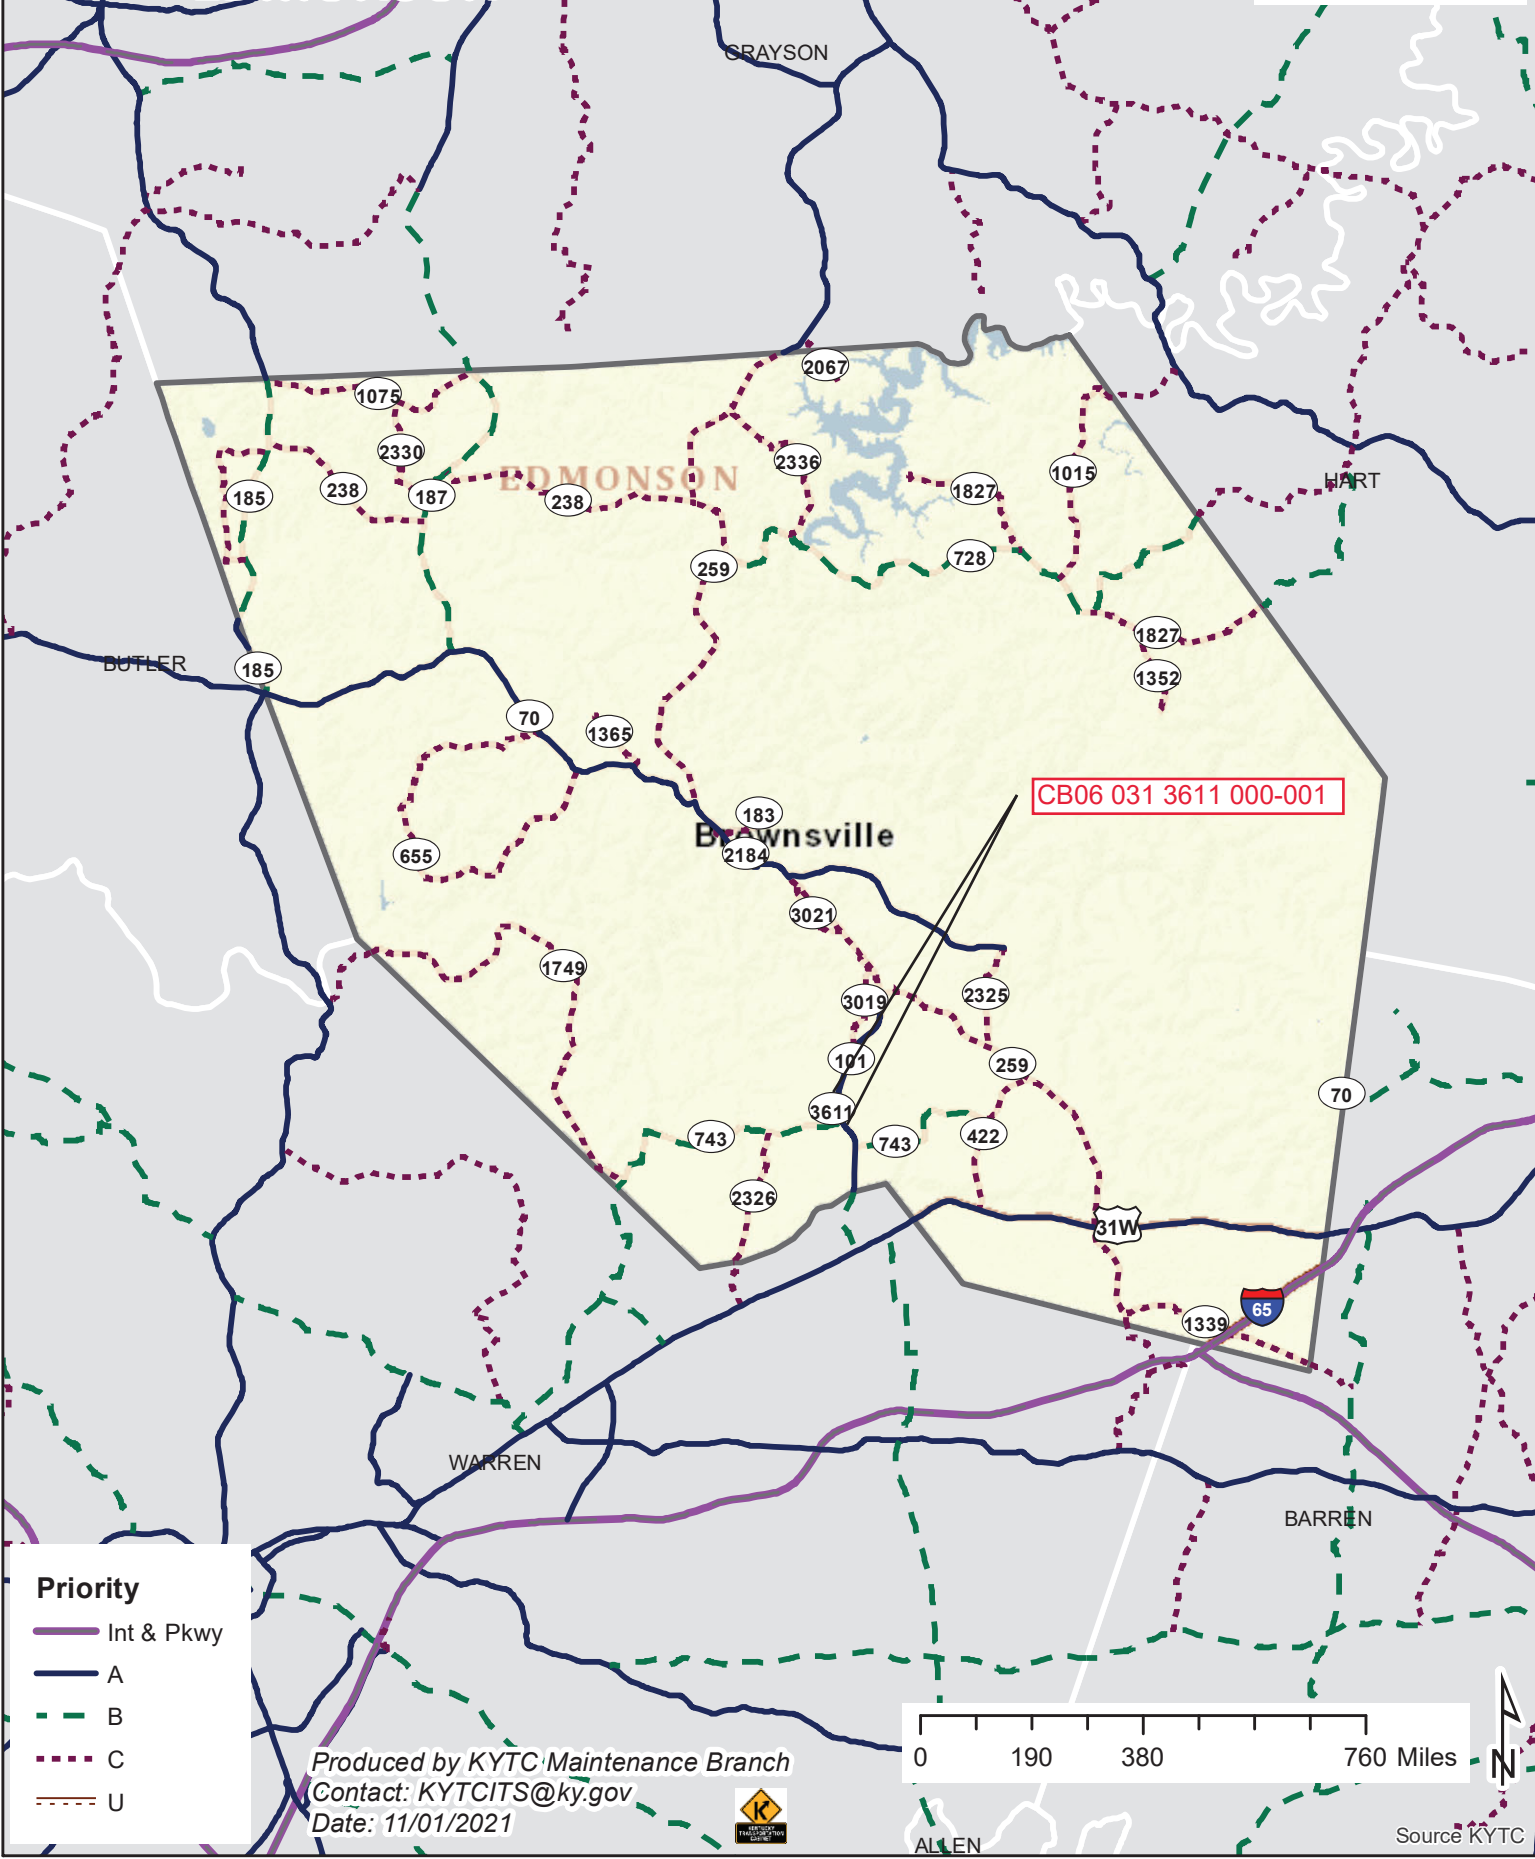 GRAYSON
2067
1075
2330
2336
EDMONSON
185
238
187
238
1827
1015
HART
259
728
1827
BUTLER
185
1352
70
1365
CB06 031 3611 000-001
183
Brownsville
2184
655
3021
1749
3019
2325
101
259
70
3611
743
743
422
2326
31W
65
1339
WARREN
BARREN
Priority
Int & Pkwy
A
B
C
U
Produced by KYTC Maintenance Branch
Contact: KYTCITS@ky.gov
Date: 11/01/2021
KENTUCKY
TRANSPORTATION
CABINET
0 190 380 760 Miles
N
ALLEN
Source KYTC